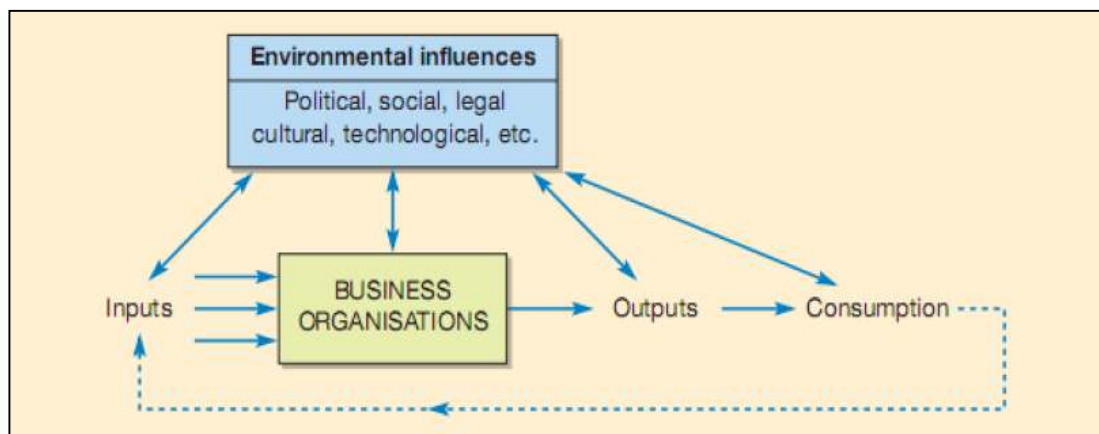 Environmental influences
Political, social, legal
cultural, technological, etc.
Inputs
BUSINESS
ORGANISATIONS
Outputs
Consumption